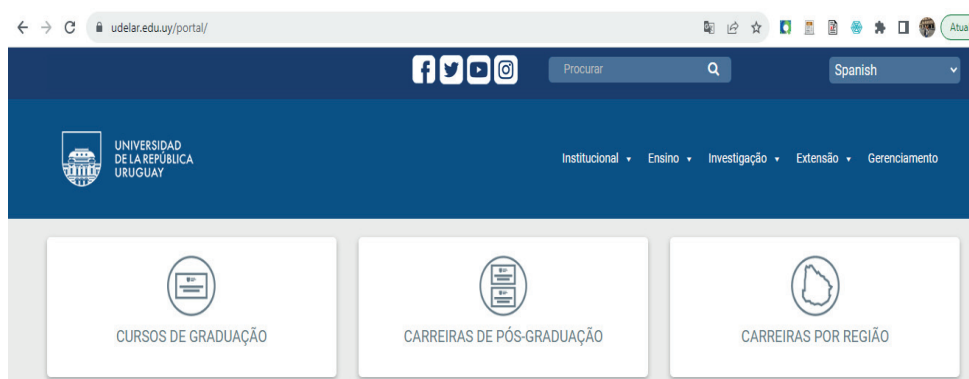 udelar.edu.uy/portal/
Atua
Procurar
Spanish
UNIVERSIDAD
DE LA REPÚBLICA
URUGUAY
Institucional
Ensino
Investigação
Extensão
Gerenciamento
CURSOS DE GRADUAÇÃO
CARREIRAS DE PÓS-GRADUAÇÃO
CARREIRAS POR REGIÃO